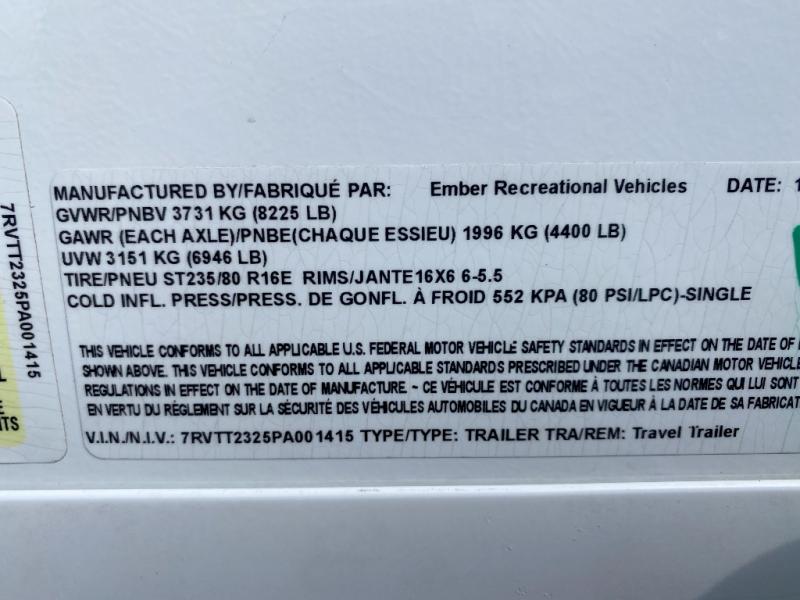 MANUFACTURED BY/FABRIQUÉ PAR: Ember Recreational Vehicles DATE: 1
GVWR/PNBV 3731 KG (8225 LB)
GAWR (EACH AXLE)/PNBE(CHAQUE ESSIEU) 1996 KG (4400 LB)
UVW 3151 KG (6946 LB)
TIRE/PNEU ST235/80 R16E RIMS/JANTE16X6 6-5.5
COLD INFL. PRESS/PRESS. DE GONFL. À FROID 552 KPA (80 PSI/LPC)-SINGLE
THIS VEHICLE CONFORMS TO ALL APPLICABLE U.S. FEDERAL MOTOR VEHICLE SAFETY STANDARDS IN EFFECT ON THE DATE OF
SHOWN ABOVE. THIS VEHICLE CONFORMS TO ALL APPLICABLE STANDARDS PRESCRIBED UNDER THE CANADIAN MOTOR VEHICLE
REGULATIONS IN EFFECT ON THE DATE OF MANUFACTURE. ~ CE VÉHICULE EST CONFORME À TOUTES LES NORMES QUI LUI SONT
EN VERTU DU RÉGLEMENT SUR LA SÉCURITÉ DES VÉHICULES AUTOMOBILES DU CANADA EN VIGUEUR À LA DATE DE SA FABRICAT
V.I.N./N.I.V.: 7RVTT2325PA001415 TYPE/TYPE: TRAILER TRA/REM: Travel Trailer
7RVTT2325PA001415